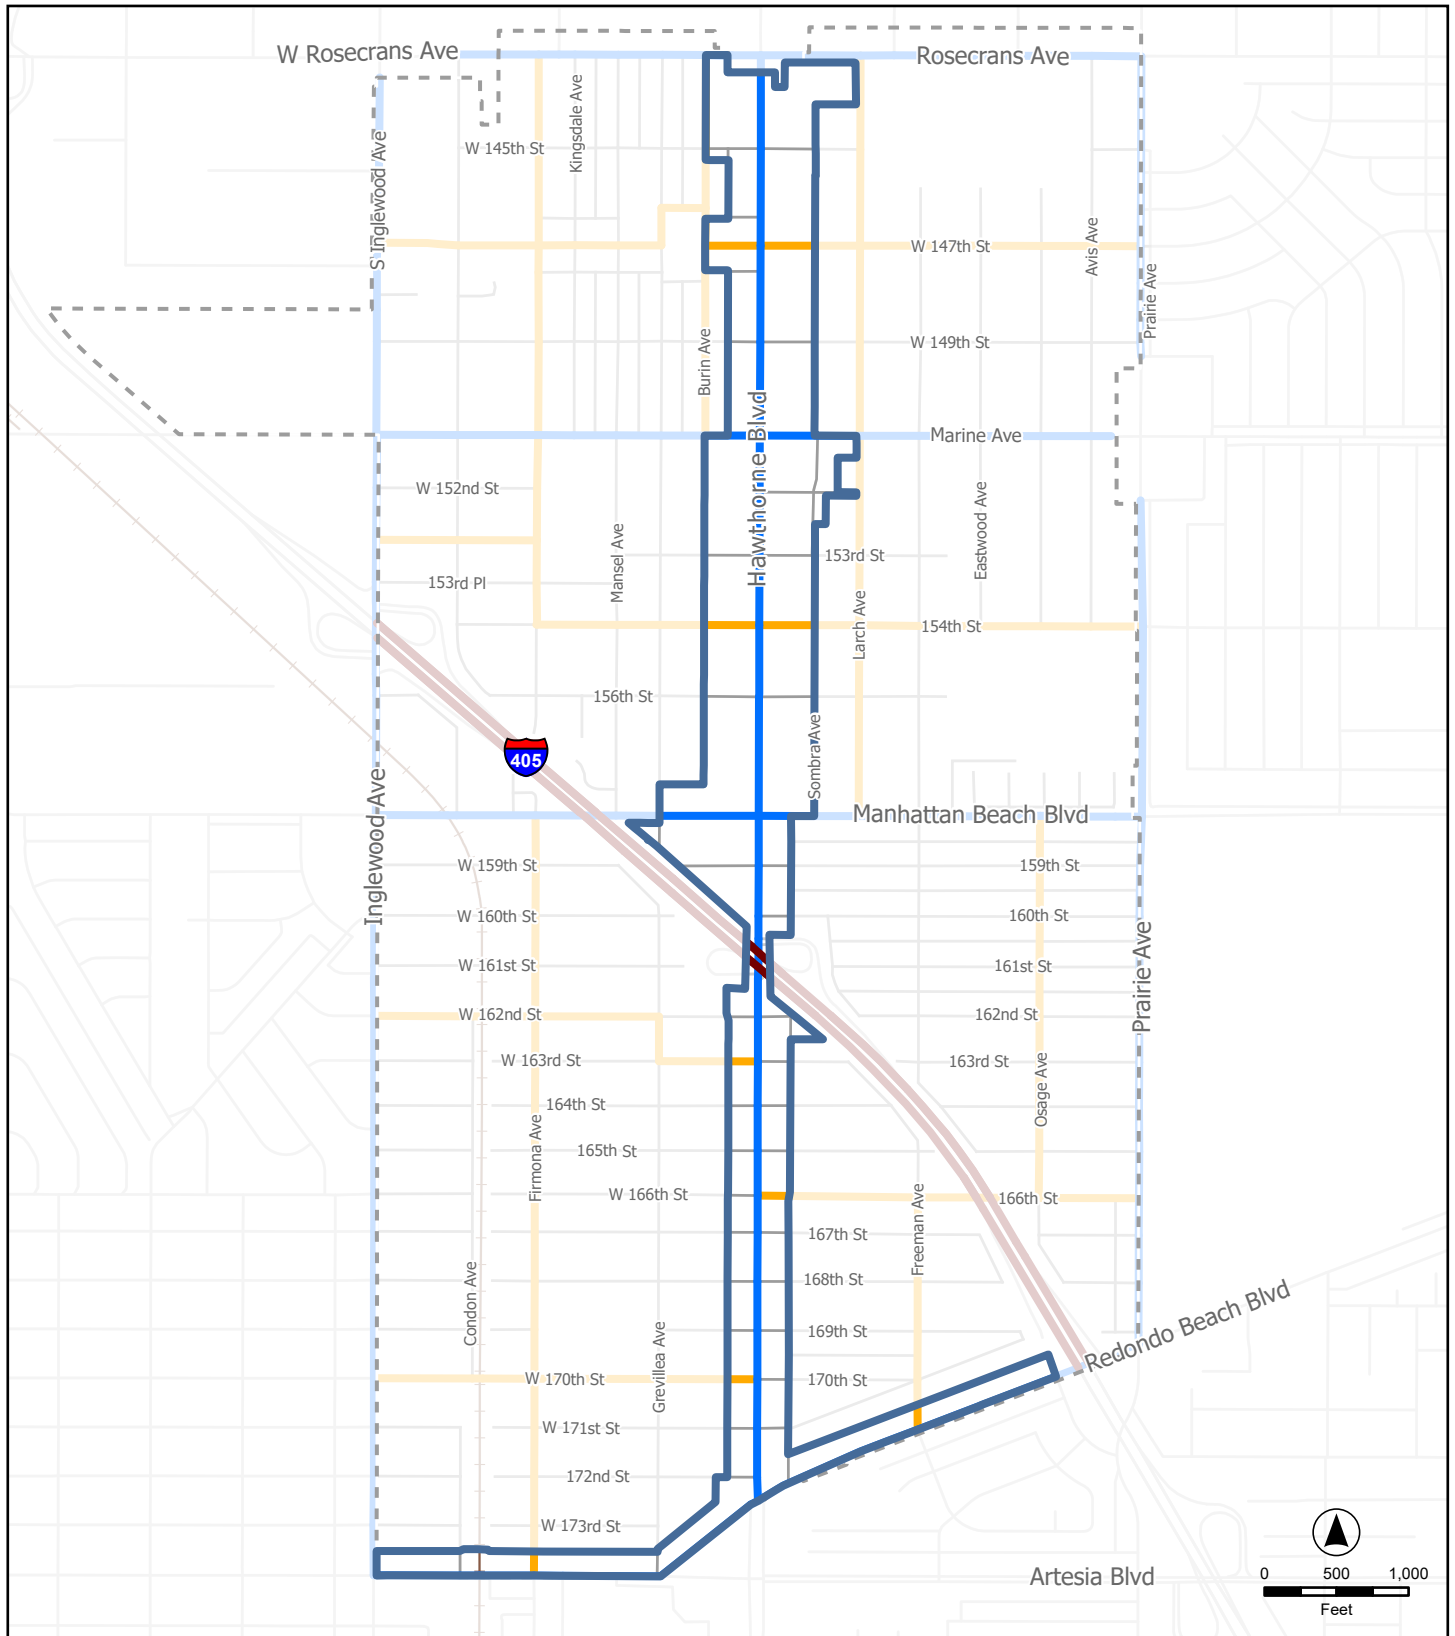 W Rosecrans Ave
Rosecrans Ave
Kingsdale Ave
W 145th St
S Inglewood Ave
W 147th St
Avis Ave
Prairie Ave
W 149th St
Burin Ave
Hawthorne Blvd
Marine Ave
W 152nd St
Eastwood Ave
Mansel Ave
153rd St
153rd Pl
Larch Ave
154th St
156th St
Sombra Ave
405
Inglewood Ave
Manhattan Beach Blvd
W 159th St
159th St
W 160th St
160th St
W 161st St
161st St
Prairie Ave
W 162nd St
162nd St
W 163rd St
163rd St
Osage Ave
164th St
Firmona Ave
165th St
W 166th St
166th St
Freeman Ave
167th St
168th St
Condon Ave
Redondo Beach Blvd
Grevillea Ave
169th St
W 170th St
170th St
W 171st St
172nd St
W 173rd St
Artesia Blvd
0 500 1,000
Feet